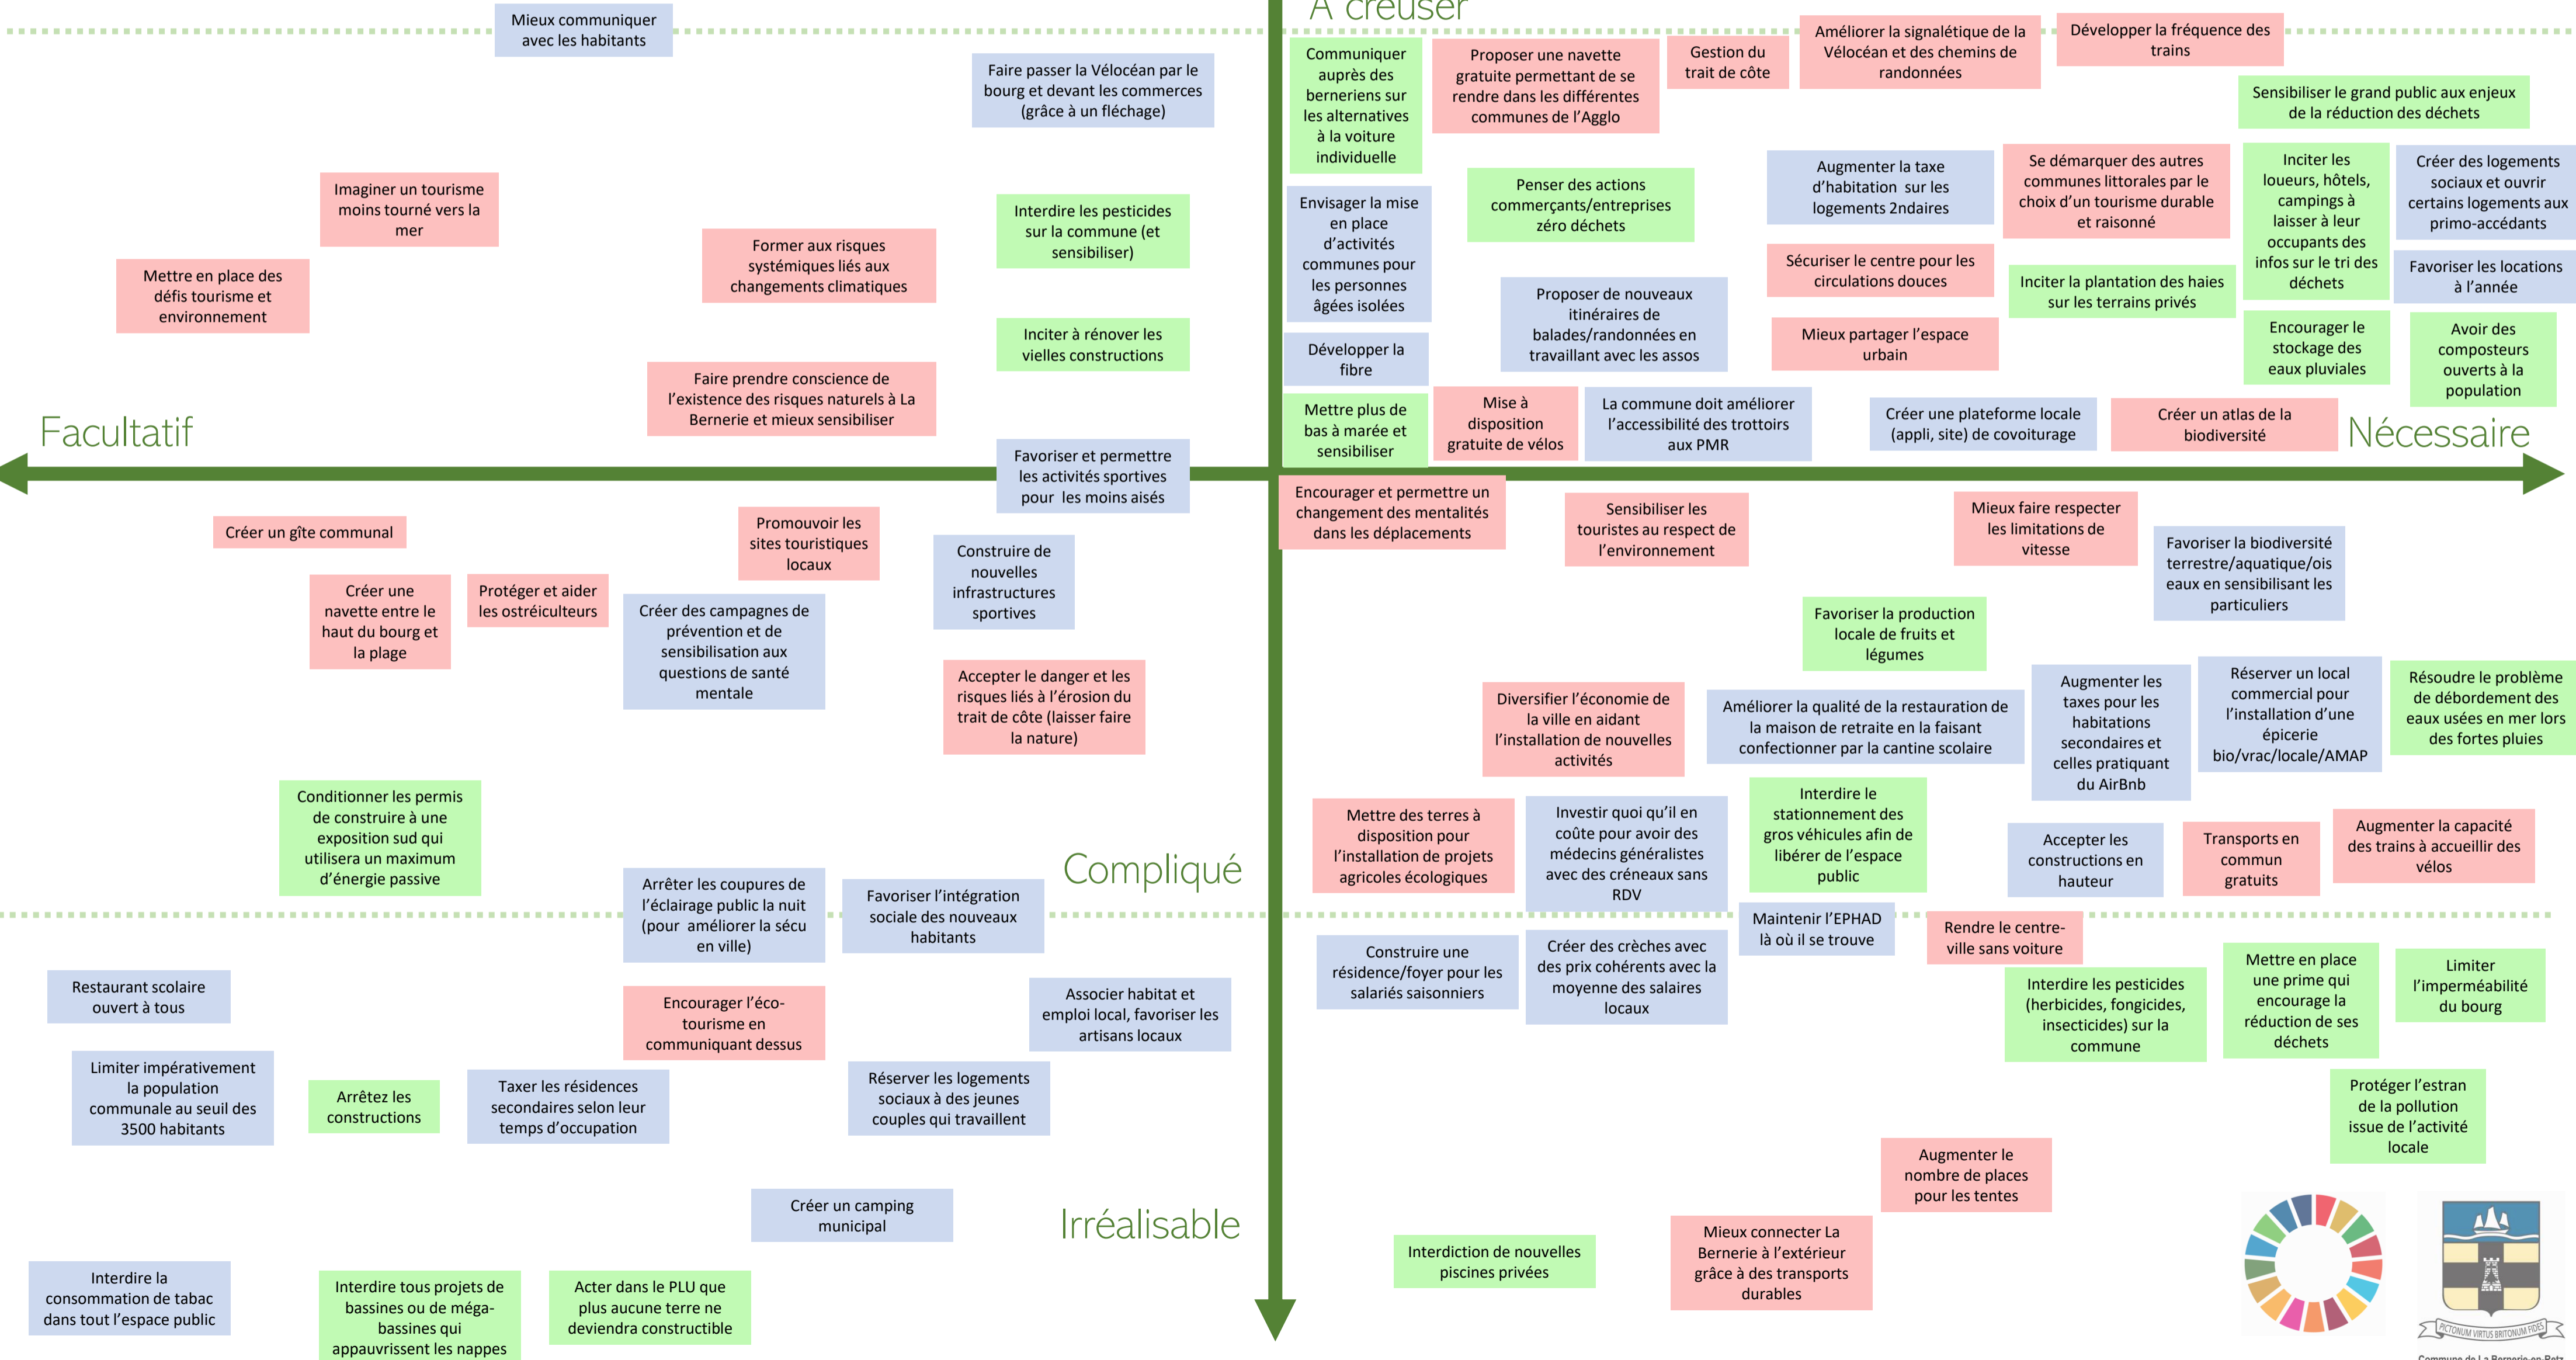 A creuser
Mieux communiquer
avec les habitants
Faire passer la Vélocéan par le
bourg et devant les commerces
(grâce à un fléchage)
Imaginer un tourisme
moins tourné vers la
mer
Mettre en place des
défis tourisme et
environnement
Former aux risques
systémiques liés aux
changements climatiques
Interdire les pesticides
sur la commune (et
sensibiliser)
Inciter à rénover les
vielles constructions
Faire prendre conscience de
l’existence des risques naturels à La
Bernerie et mieux sensibiliser
Facultatif
Favoriser et permettre
les activités sportives
pour les moins aisés
Communiquer
auprès des
berneriens sur
les alternatives
à la voiture
individuelle
Proposer une navette
gratuite permettant de se
rendre dans les différentes
communes de l’Agglo
Gestion du
trait de côte
Améliorer la signalétique de la
Vélocéan et des chemins de
randonnées
Développer la fréquence des
trains
Sensibiliser le grand public aux enjeux
de la réduction des déchets
Envisager la mise
en place
d’activités
communes pour
les personnes
âgées isolées
Penser des actions
commerçants/entreprises
zéro déchets
Augmenter la taxe
d’habitation sur les
logements 2ndaires
Se démarquer des autres
communes littorales par le
choix d’un tourisme durable
et raisonné
Inciter les
loueurs, hôtels,
campings à
laisser à leur
occupants des
infos sur le tri des
déchets
Créer des logements
sociaux et ouvrir
certains logements aux
primo-accédants
Sécuriser le centre pour les
circulations douces
Inciter la plantation des haies
sur les terrains privés
Favoriser les locations
à l’année
Proposer de nouveaux
itinéraires de
balades/randonnées en
travaillant avec les assos
Développer la
fibre
Mieux partager l’espace
urbain
Encourager le
stockage des
eaux pluviales
Avoir des
composteurs
ouverts à la
population
Mettre plus de
bas à marée et
sensibiliser
Mise à
disposition
gratuite de vélos
La commune doit améliorer
l’accessibilité des trottoirs
aux PMR
Créer une plateforme locale
(appli, site) de covoiturage
Créer un atlas de la
biodiversité
Nécessaire
Créer un gîte communal
Promouvoir les
sites touristiques
locaux
Construire de
nouvelles
infrastructures
sportives
Créer une
navette entre le
haut du bourg et
la plage
Protéger et aider
les ostréiculteurs
Créer des campagnes de
prévention et de
sensibilisation aux
questions de santé
mentale
Accepter le danger et les
risques liés à l’érosion du
trait de côte (laisser faire
la nature)
Conditionner les permis
de construire à une
exposition sud qui
utilisera un maximum
d’énergie passive
Compliqué
Encourager et permettre un
changement des mentalités
dans les déplacements
Sensibiliser les
touristes au respect de
l’environnement
Mieux faire respecter
les limitations de
vitesse
Favoriser la biodiversité
terrestre/aquatique/ois
eaux en sensibilisant les
particuliers
Favoriser la production
locale de fruits et
légumes
Diversifier l’économie de
la ville en aidant
l’installation de nouvelles
activités
Améliorer la qualité de la restauration de
la maison de retraite en la faisant
confectionner par la cantine scolaire
Augmenter les
taxes pour les
habitations
secondaires et
celles pratiquant
du AirBnb
Réserver un local
commercial pour
l’installation d’une
épicerie
bio/vrac/locale/AMAP
Résoudre le problème
de débordement des
eaux usées en mer lors
des fortes pluies
Mettre des terres à
disposition pour
l’installation de projets
agricoles écologiques
Investir quoi qu’il en
coûte pour avoir des
médecins généralistes
avec des créneaux sans
RDV
Interdire le
stationnement des
gros véhicules afin de
libérer de l’espace
public
Accepter les
constructions en
hauteur
Transports en
commun
gratuits
Augmenter la capacité
des trains à accueillir des
vélos
Arrêter les coupures de
l’éclairage public la nuit
(pour améliorer la sécu
en ville)
Favoriser l’intégration
sociale des nouveaux
habitants
Restaurant scolaire
ouvert à tous
Encourager l’éco-
tourisme en
communiquant dessus
Associer habitat et
emploi local, favoriser les
artisans locaux
Limiter impérativement
la population
communale au seuil des
3500 habitants
Arrêtez les
constructions
Taxer les résidences
secondaires selon leur
temps d’occupation
Réserver les logements
sociaux à des jeunes
couples qui travaillent
Créer un camping
municipal
Irréalisable
Interdire la
consommation de tabac
dans tout l’espace public
Interdire tous projets de
bassines ou de méga-
bassines qui
appauvrissent les nappes
Acter dans le PLU que
plus aucune terre ne
deviendra constructible
Maintenir l’EPHAD
là où il se trouve
Rendre le centre-
ville sans voiture
Construire une
résidence/foyer pour les
salariés saisonniers
Créer des crèches avec
des prix cohérents avec la
moyenne des salaires
locaux
Interdire les pesticides
(herbicides, fongicides,
insecticides) sur la
commune
Mettre en place
une prime qui
encourage la
réduction de ses
déchets
Limiter
l’imperméabilité
du bourg
Protéger l’estran
de la pollution
issue de l’activité
locale
Augmenter le
nombre de places
pour les tentes
Interdiction de nouvelles
piscines privées
Mieux connecter La
Bernerie à l’extérieur
grâce à des transports
durables
PICTONUM VIRTUS BRITONUM FIDES
Commune de La Bernerie-en-Retz